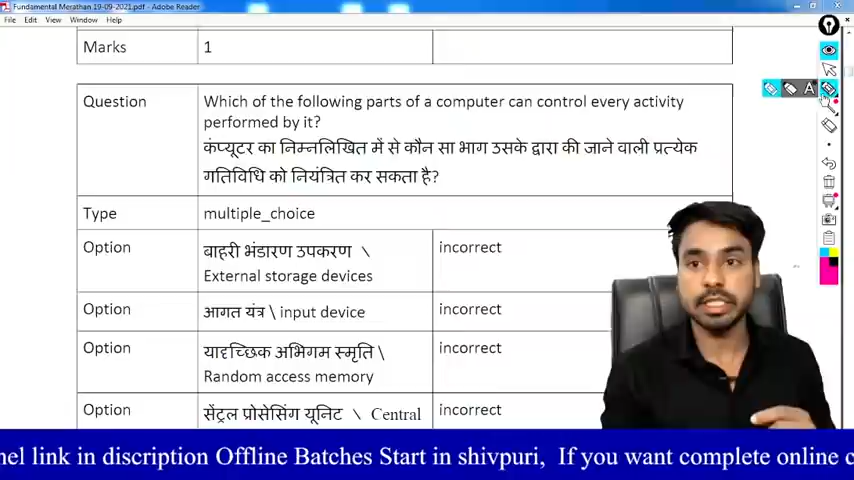 Fundamental Merathan 19-09-2021.pdf - Adobe Reader
File Edit View Window Help
Marks 1
Question Which of the following parts of a computer can control every activity
performed by it?
कंप्यूटर का निम्नलिखित में से कौन सा भाग उसके द्वारा की जाने वाली प्रत्येक
गतिविधि को नियंत्रित कर सकता है?
Type multiple_choice
Option बाहरी भंडारण उपकरण \ incorrect
External storage devices
Option आगत यंत्र \ input device incorrect
Option यादृच्छिक अभिगम स्मृति \ incorrect
Random access memory
Option सेंट्रल प्रोसेसिंग यूनिट \ Central incorrect
nel link in discription Offline Batches Start in shivpuri, If you want complete online c
A